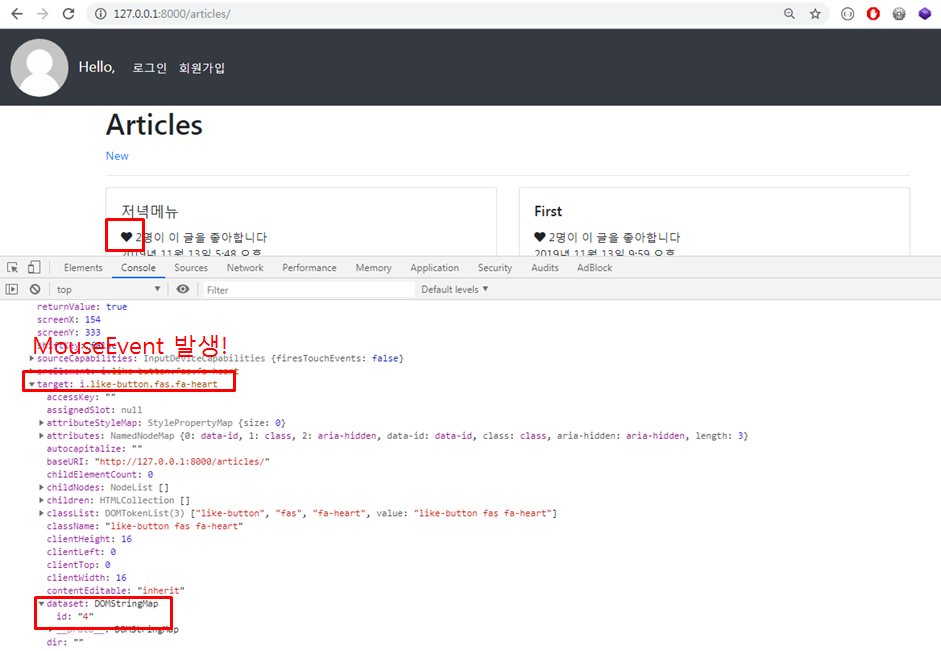 127.0.0.1:8000/articles/
Hello, 로그인 회원가입
Articles
New
저녁메뉴
First
2명이 이 글을 좋아합니다
2명이 이 글을 좋아합니다
2019년 11월 13일 5:48 오후
2019년 11월 13일 9:59 오후
Elements Console Sources Network Performance Memory Application Security Audits AdBlock
top Filter Default levels ▼
returnValue: true
screenX: 154
screenY: 333
MouseEvent 발생!
sourceCapabilities: InputDeviceCapabilities {firesTouchEvents: false}
srcElement: i.like-button.fas.fa-heart
target: i.like-button.fas.fa-heart
accessKey: ""
assignedSlot: null
attributeStyleMap: StylePropertyMap {size: 0}
attributes: NamedNodeMap {0: data-id, 1: class, 2: aria-hidden, data-id: data-id, class: class, aria-hidden: aria-hidden, length: 3}
autocapitalize: ""
baseURI: "http://127.0.0.1:8000/articles/"
childElementCount: 0
childNodes: NodeList []
children: HTMLCollection []
classList: DOMTokenList(3) ["like-button", "fas", "fa-heart", value: "like-button fas fa-heart"]
className: "like-button fas fa-heart"
clientHeight: 16
clientLeft: 0
clientTop: 0
clientWidth: 16
contentEditable: "inherit"
dataset: DOMStringMap
id: "4"
__proto__: DOMStringMap
dir: ""